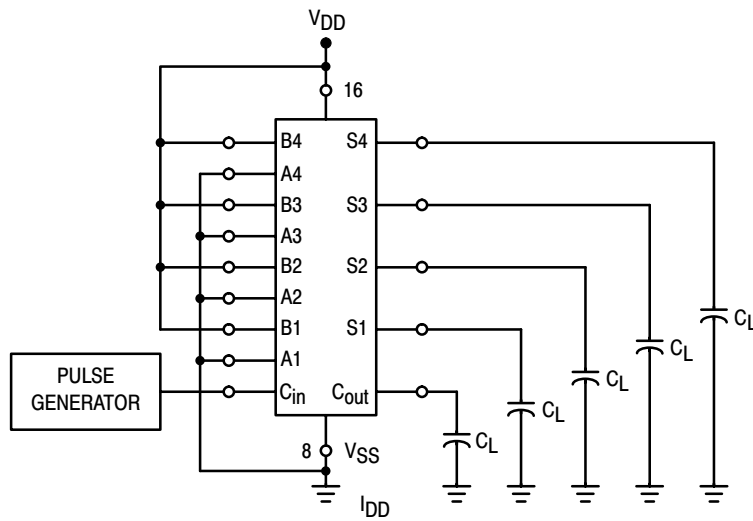 VDD
16
B4 S4
A4
B3 S3
A3
B2 S2
A2
B1 S1
A1
PULSE
GENERATOR
Cin Cout
CL
CL
CL
CL
CL
8 VSS
IDD